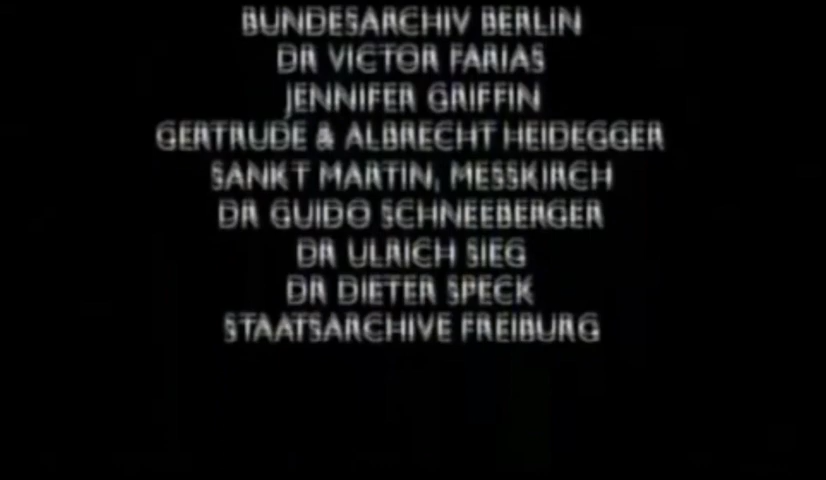 BUNDESARCHIV BERLIN
DR VICTOR FARIAS
JENNIFER GRIFFIN
GERTRUDE & ALBRECHT HEIDEGGER
SANKT MARTIN, MESSKIRCH
DR GUIDO SCHNEEBERGER
DR ULRICH SIEG
DR DIETER SPECK
STAATSARCHIVE FREIBURG